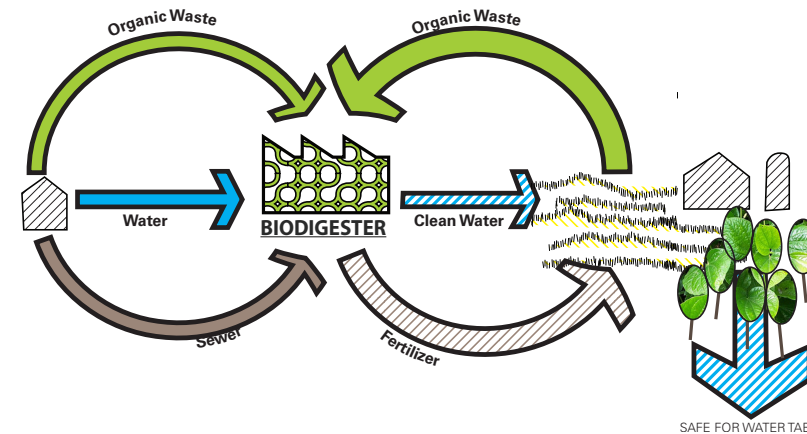 Organic Waste
Organic Waste
Water
BIODIGESTER
Clean Water
Sewer
Fertilizer
SAFE FOR WATER TAB